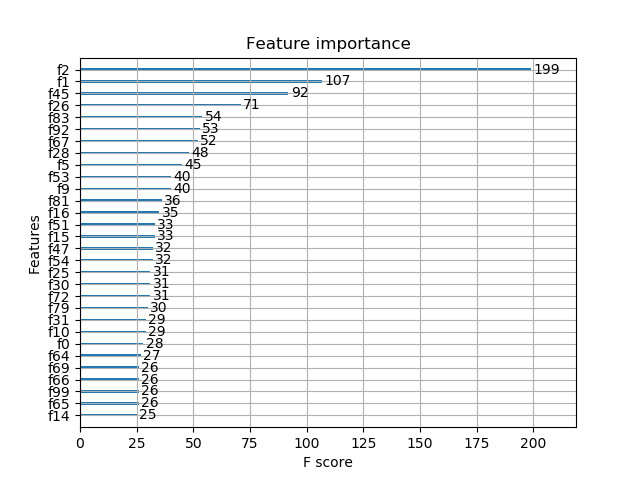 Feature importance
Features
f2 199
f1 107
f45 92
f26 71
f83 54
f92 53
f67 52
f28 48
f5 45
f53 40
f9 40
f81 36
f16 35
f51 33
f15 33
f47 32
f54 32
f25 31
f30 31
f72 31
f79 30
f31 29
f10 29
f0 28
f64 27
f69 26
f66 26
f99 26
f65 26
f14 25
0 25 50 75 100 125 150 175 200
F score